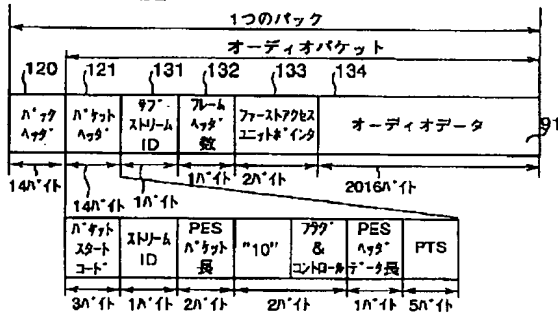 1つのパック
オーディオパケット
120 121 131 132 133 134
パック
ヘッダ
パケット
ヘッダ
サブ・
ストリーム
ID
フレーム
ヘッダ
数
ファーストアクセス
ユニットポインタ
オーディオデータ
91
14バイト
14バイト
1バイト
1バイト
2バイト
2016バイト
パケット
スタート
コード
ストリーム
ID
PES
パケット
長
"10"
フラグ
&
コントロール
PES
ヘッダ
データ長
PTS
3バイト
1バイト
2バイト
2バイト
1バイト
5バイト